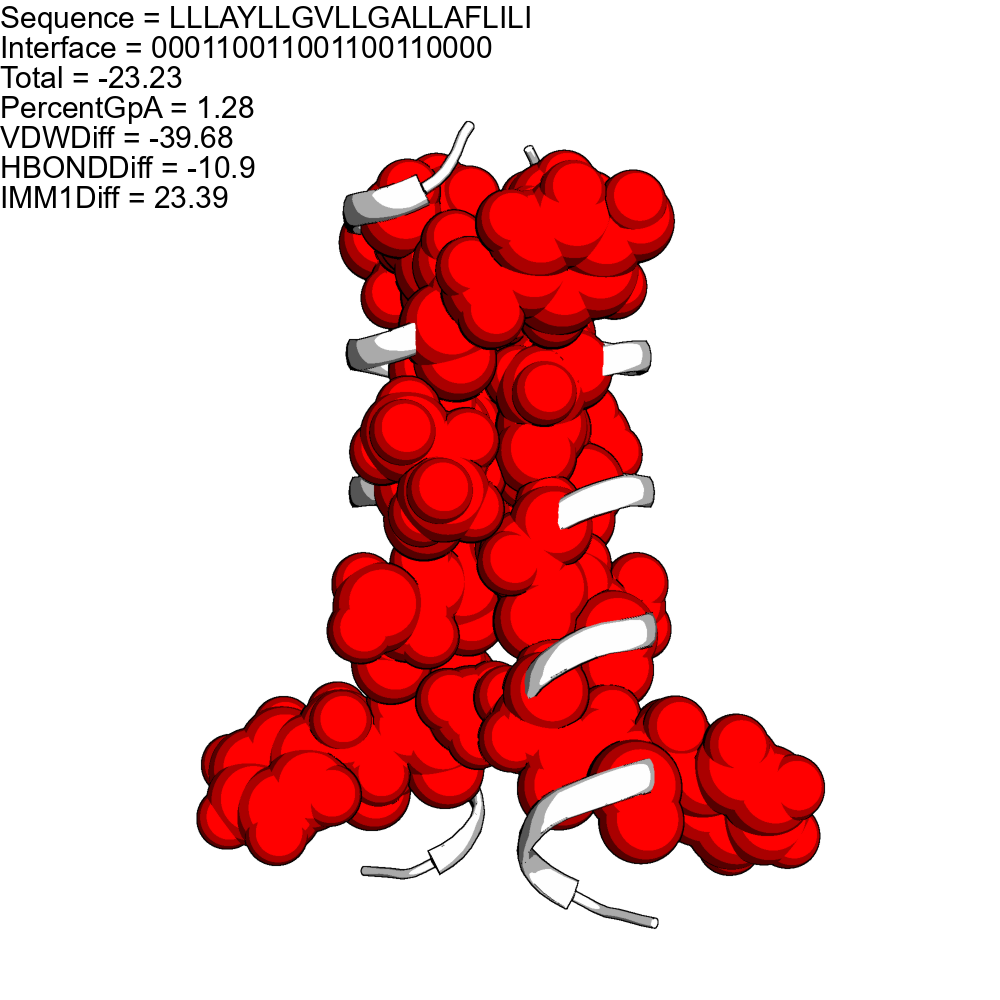 Sequence = LLLAYLLGVLLGALLAFLILI
Interface = 000110011001100110000
Total = -23.23
PercentGpA = 1.28
VDWDiff = -39.68
HBONDDiff = -10.9
IMM1Diff = 23.39